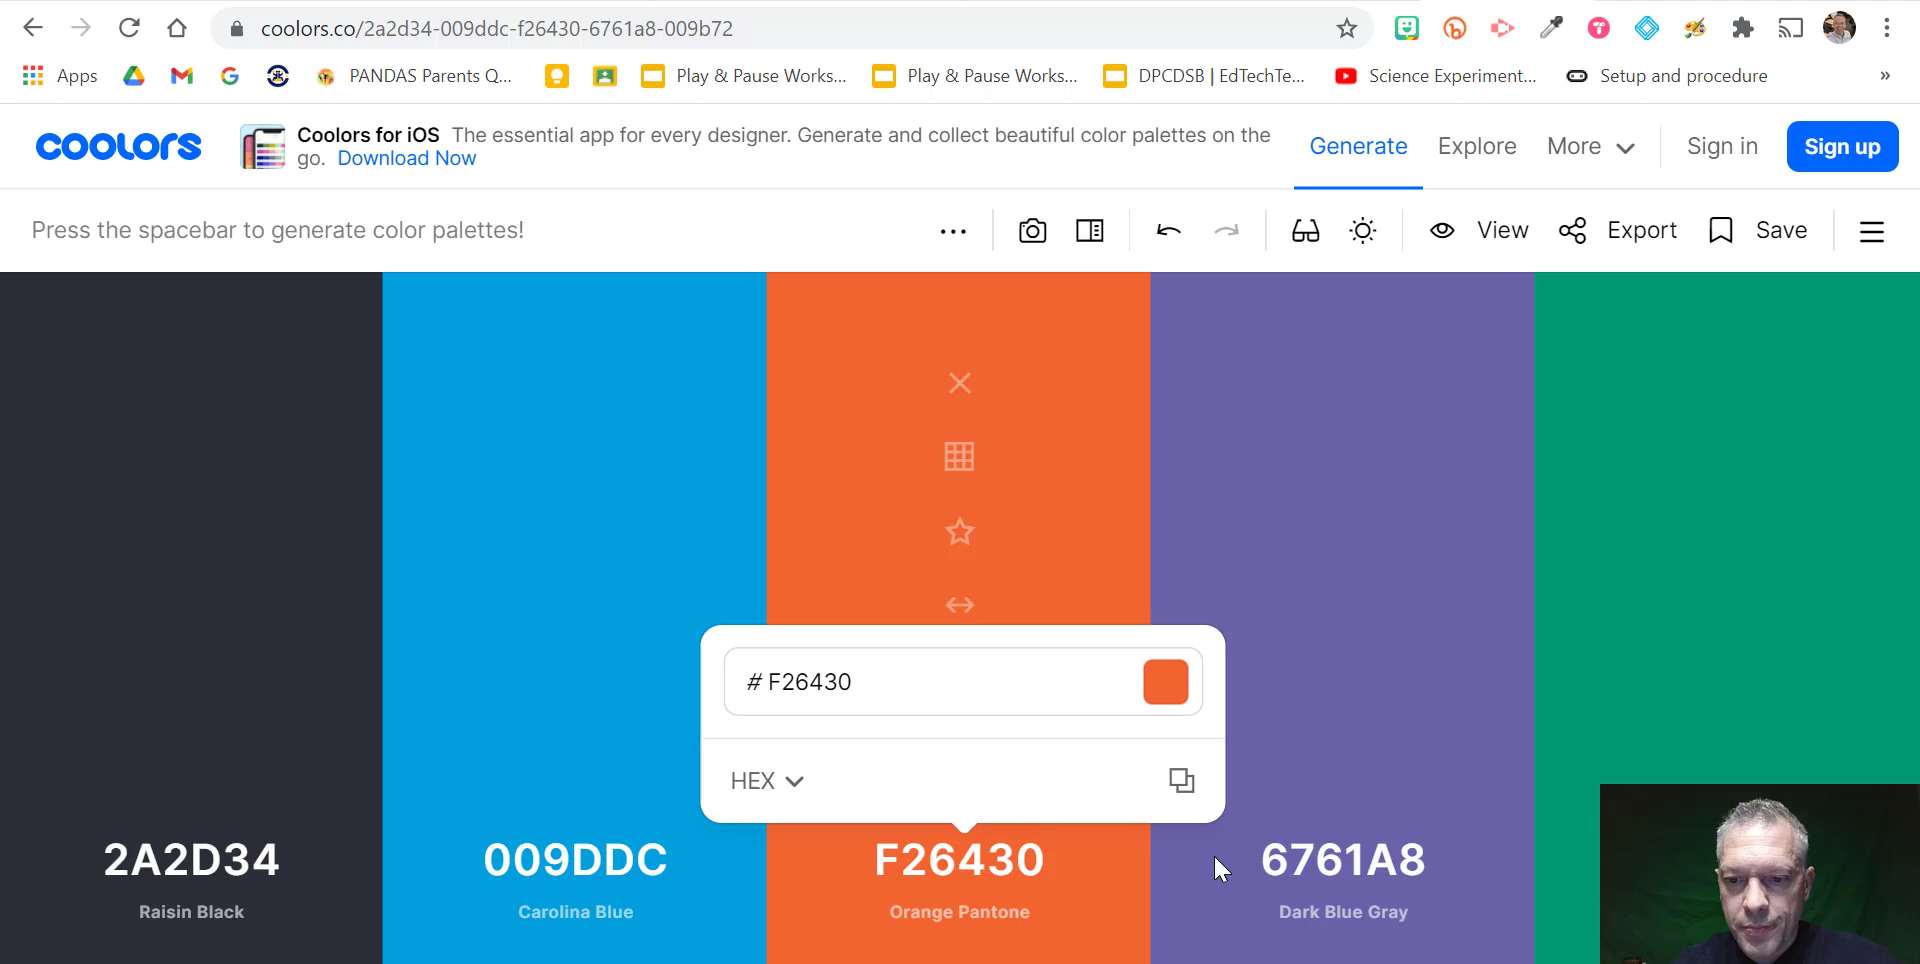 coolors.co/2a2d34-009ddc-f26430-6761a8-009b72
Apps PANDAS Parents Q... Play & Pause Works... Play & Pause Works... DPCDSB | EdTechTe... Science Experiment... Setup and procedure »
coolors
Coolors for iOS The essential app for every designer. Generate and collect beautiful color palettes on the
go. Download Now
Generate Explore More Sign in Sign up
Press the spacebar to generate color palettes!
View Export Save
# F26430
HEX
2A2D34 009DDC F26430 6761A8
Raisin Black Carolina Blue Orange Pantone Dark Blue Gray